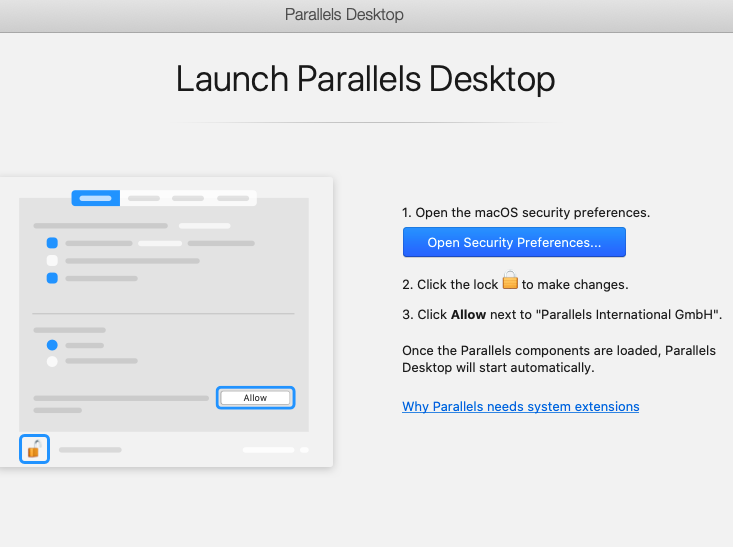 Parallels Desktop
Launch Parallels Desktop
1. Open the macOS security preferences.
Open Security Preferences...
2. Click the lock to make changes.
3. Click Allow next to "Parallels International GmbH".
Once the Parallels components are loaded, Parallels
Desktop will start automatically.
Why Parallels needs system extensions
Allow